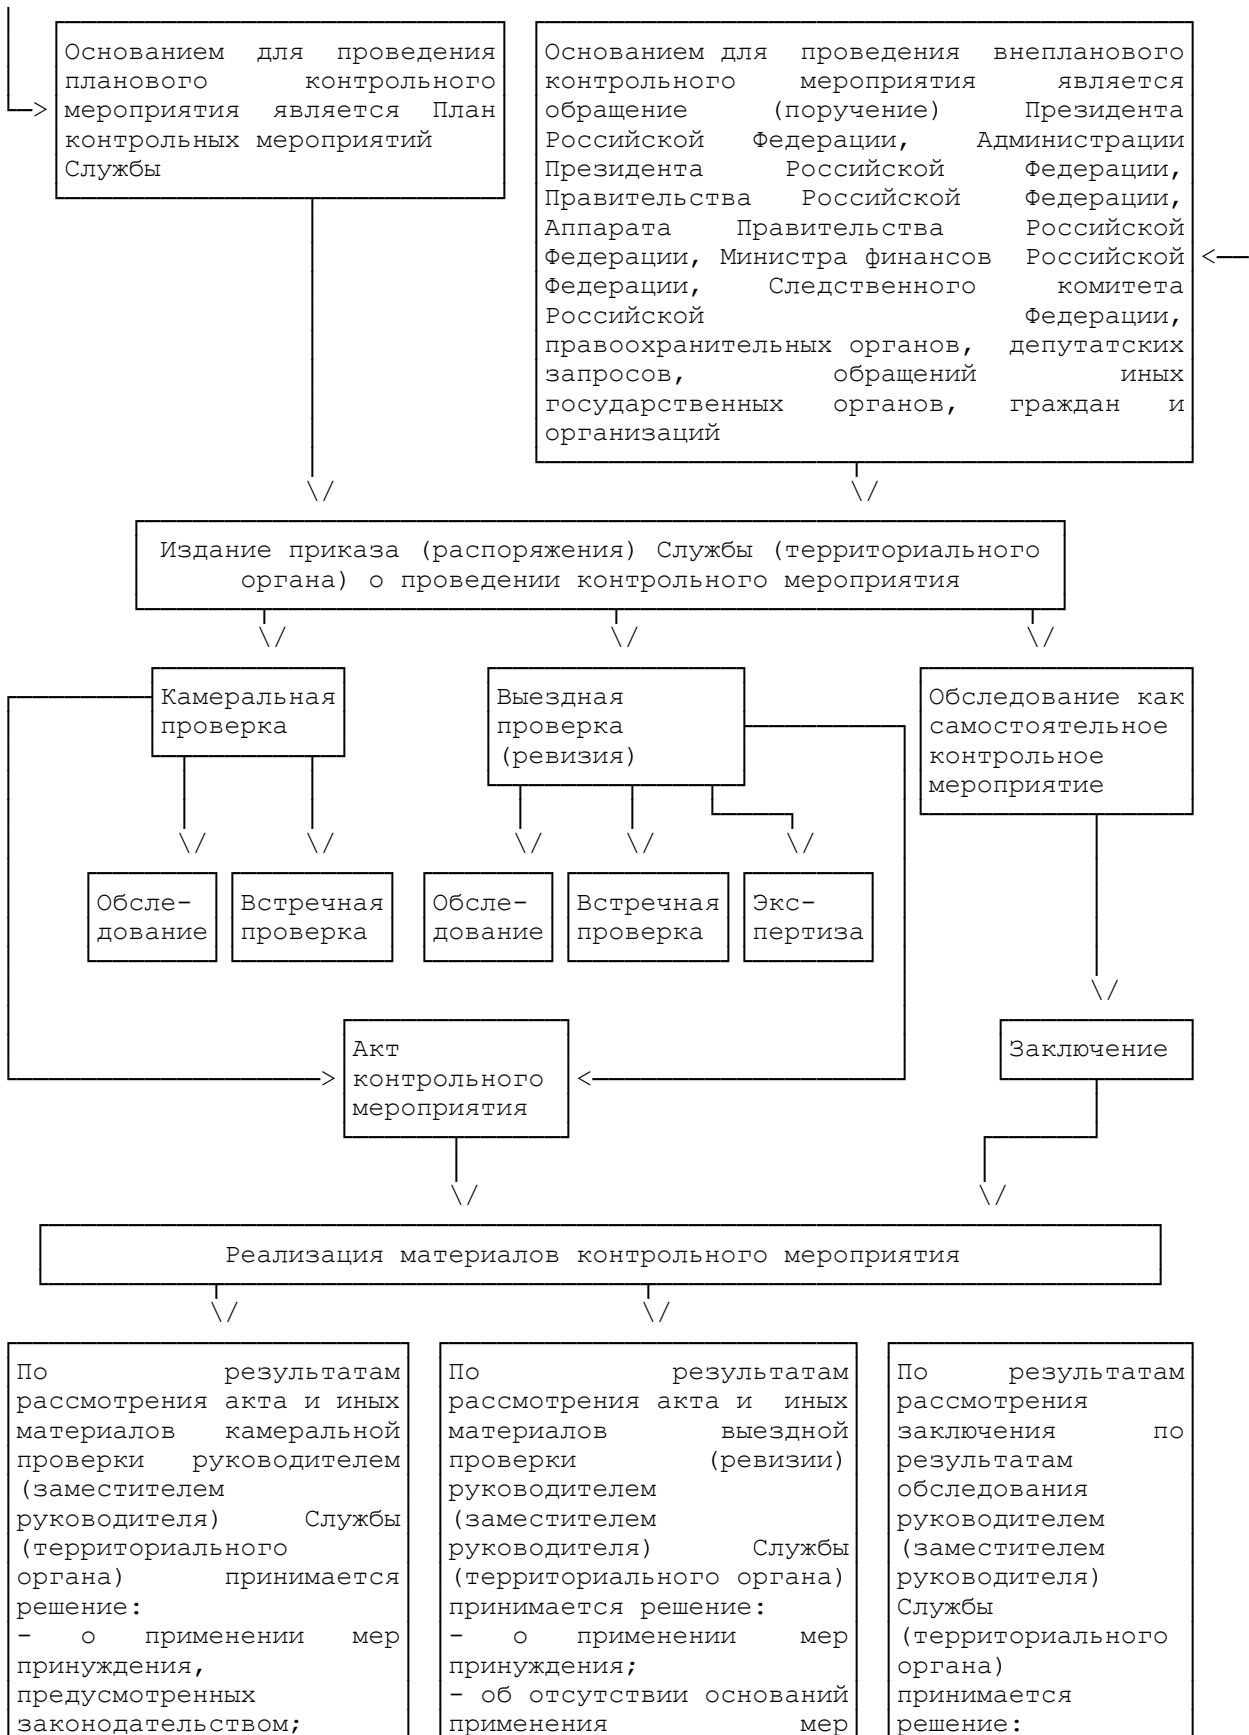 Основанием для проведения
планового контрольного
мероприятия является План
контрольных мероприятий
Службы
Основанием для проведения внепланового
контрольного мероприятия является
обращение (поручение) Президента
Российской Федерации, Администрации
Президента Российской Федерации,
Правительства Российской Федерации,
Аппарата Правительства Российской
Федерации, Министра финансов Российской
Федерации, Следственного комитета
Российской Федерации,
правоохранительных органов, депутатских
запросов, обращений иных
государственных органов, граждан и
организаций
Издание приказа (распоряжения) Службы (территориального
органа) о проведении контрольного мероприятия
Камеральная
проверка
Выездная
проверка
(ревизия)
Обследование как
самостоятельное
контрольное
мероприятие
Обсле-
дование
Встречная
проверка
Обсле-
дование
Встречная
проверка
Экс-
пертиза
Акт
контрольного
мероприятия
Заключение
Реализация материалов контрольного мероприятия
По результатам
рассмотрения акта и иных
материалов камеральной
проверки руководителем
(заместителем
руководителя) Службы
(территориального
органа) принимается
решение:
- о применении мер
принуждения,
предусмотренных
законодательством;
По результатам
рассмотрения акта и иных
материалов выездной
проверки (ревизии)
руководителем
(заместителем
руководителя) Службы
(территориального органа)
принимается решение:
- о применении мер
принуждения;
- об отсутствии оснований
применения мер
По результатам
рассмотрения
заключения по
результатам
обследования
руководителем
(заместителем
руководителя)
Службы
(территориального
органа)
принимается
решение: